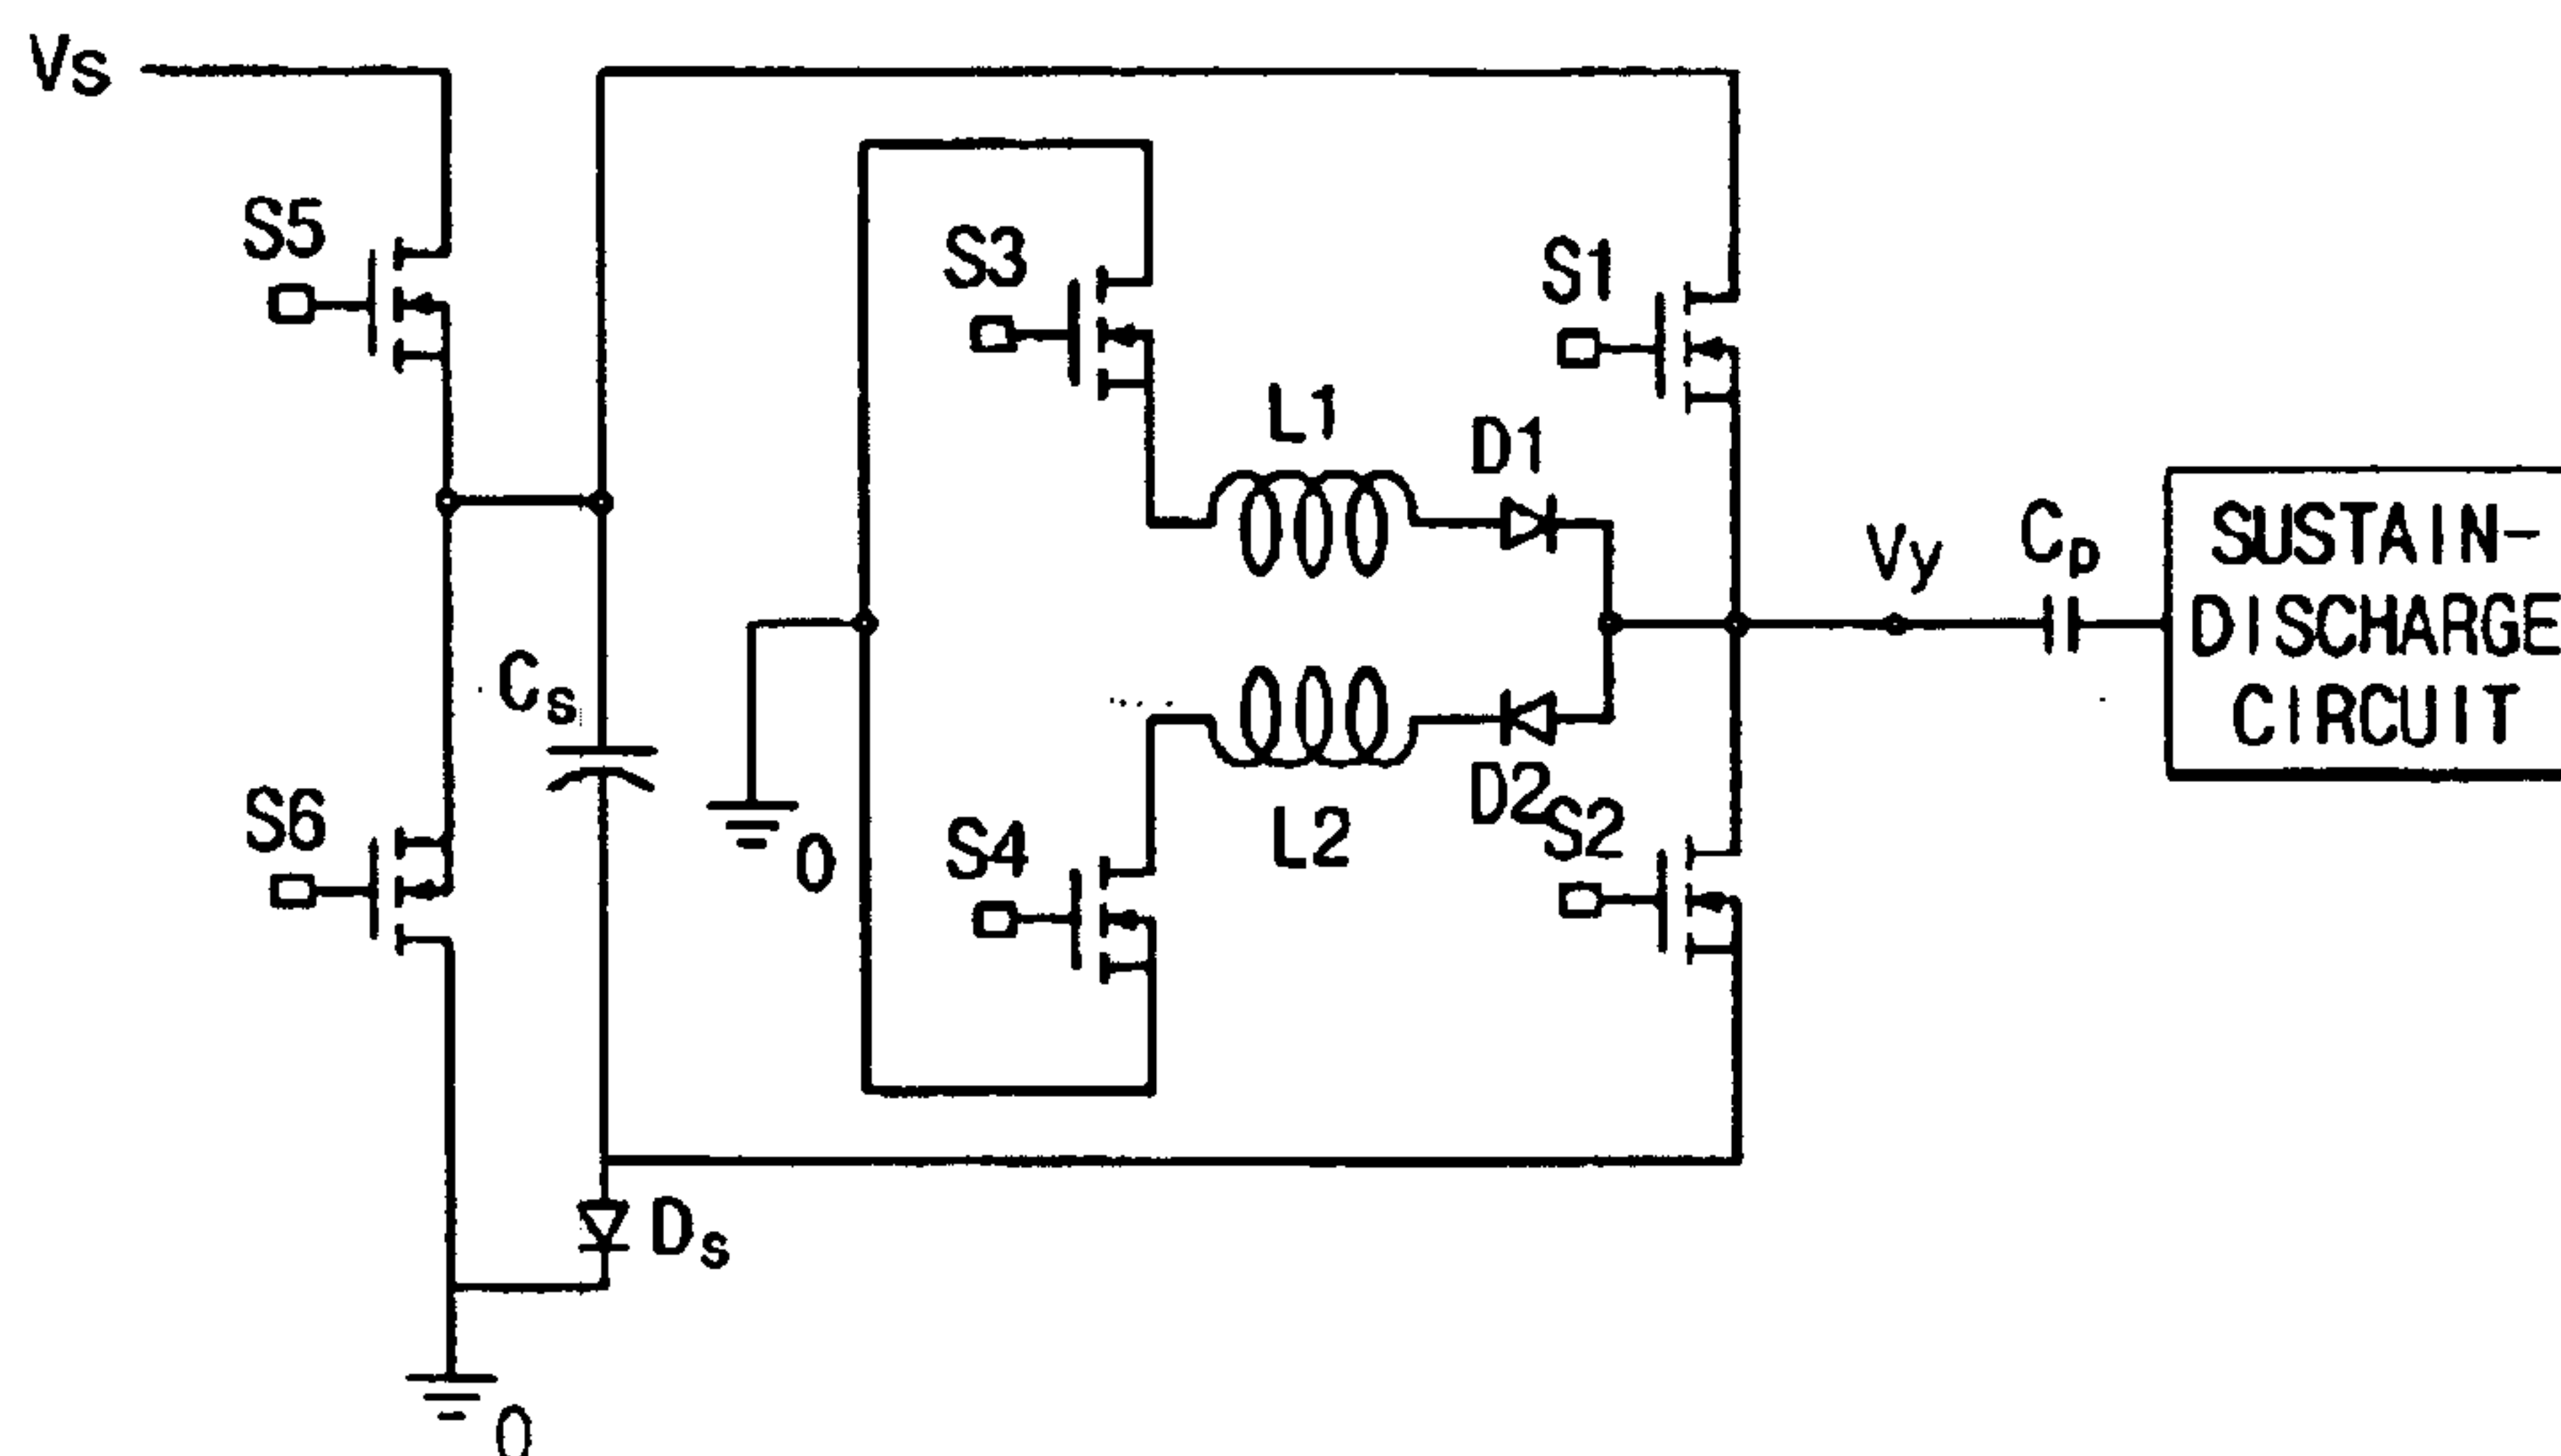 Vs
S5
S3
S1
L1
D1
Vy
Cp
SUSTAIN-
DISCHARGE
CIRCUIT
Cs
S6
0
S4
L2
D2
S2
Ds
0